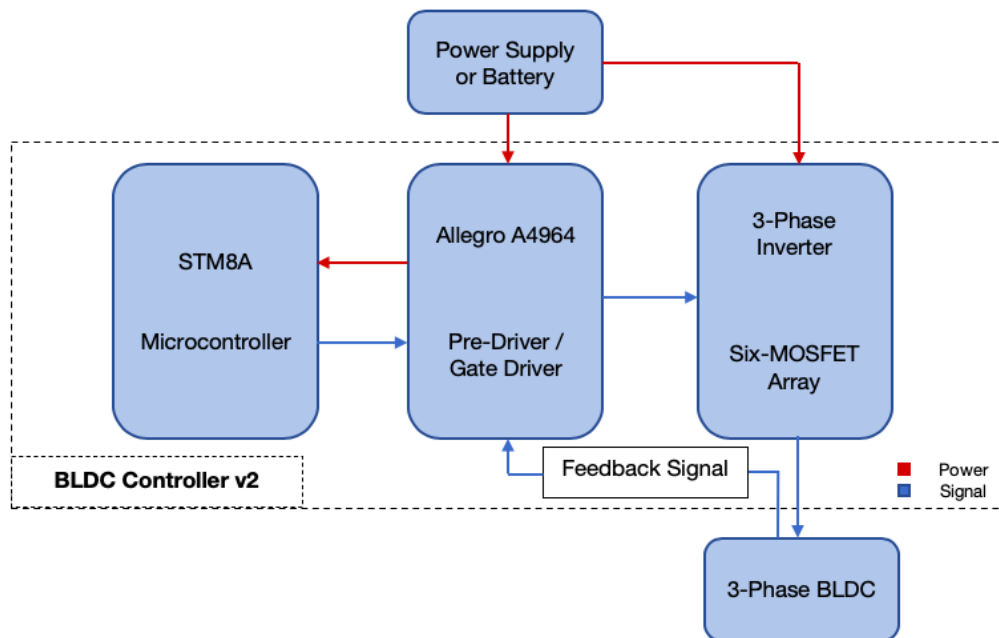 Power Supply
or Battery
STM8A
Microcontroller
Allegro A4964
Pre-Driver /
Gate Driver
3-Phase
Inverter
Six-MOSFET
Array
Feedback Signal
BLDC Controller v2
Power
Signal
3-Phase BLDC